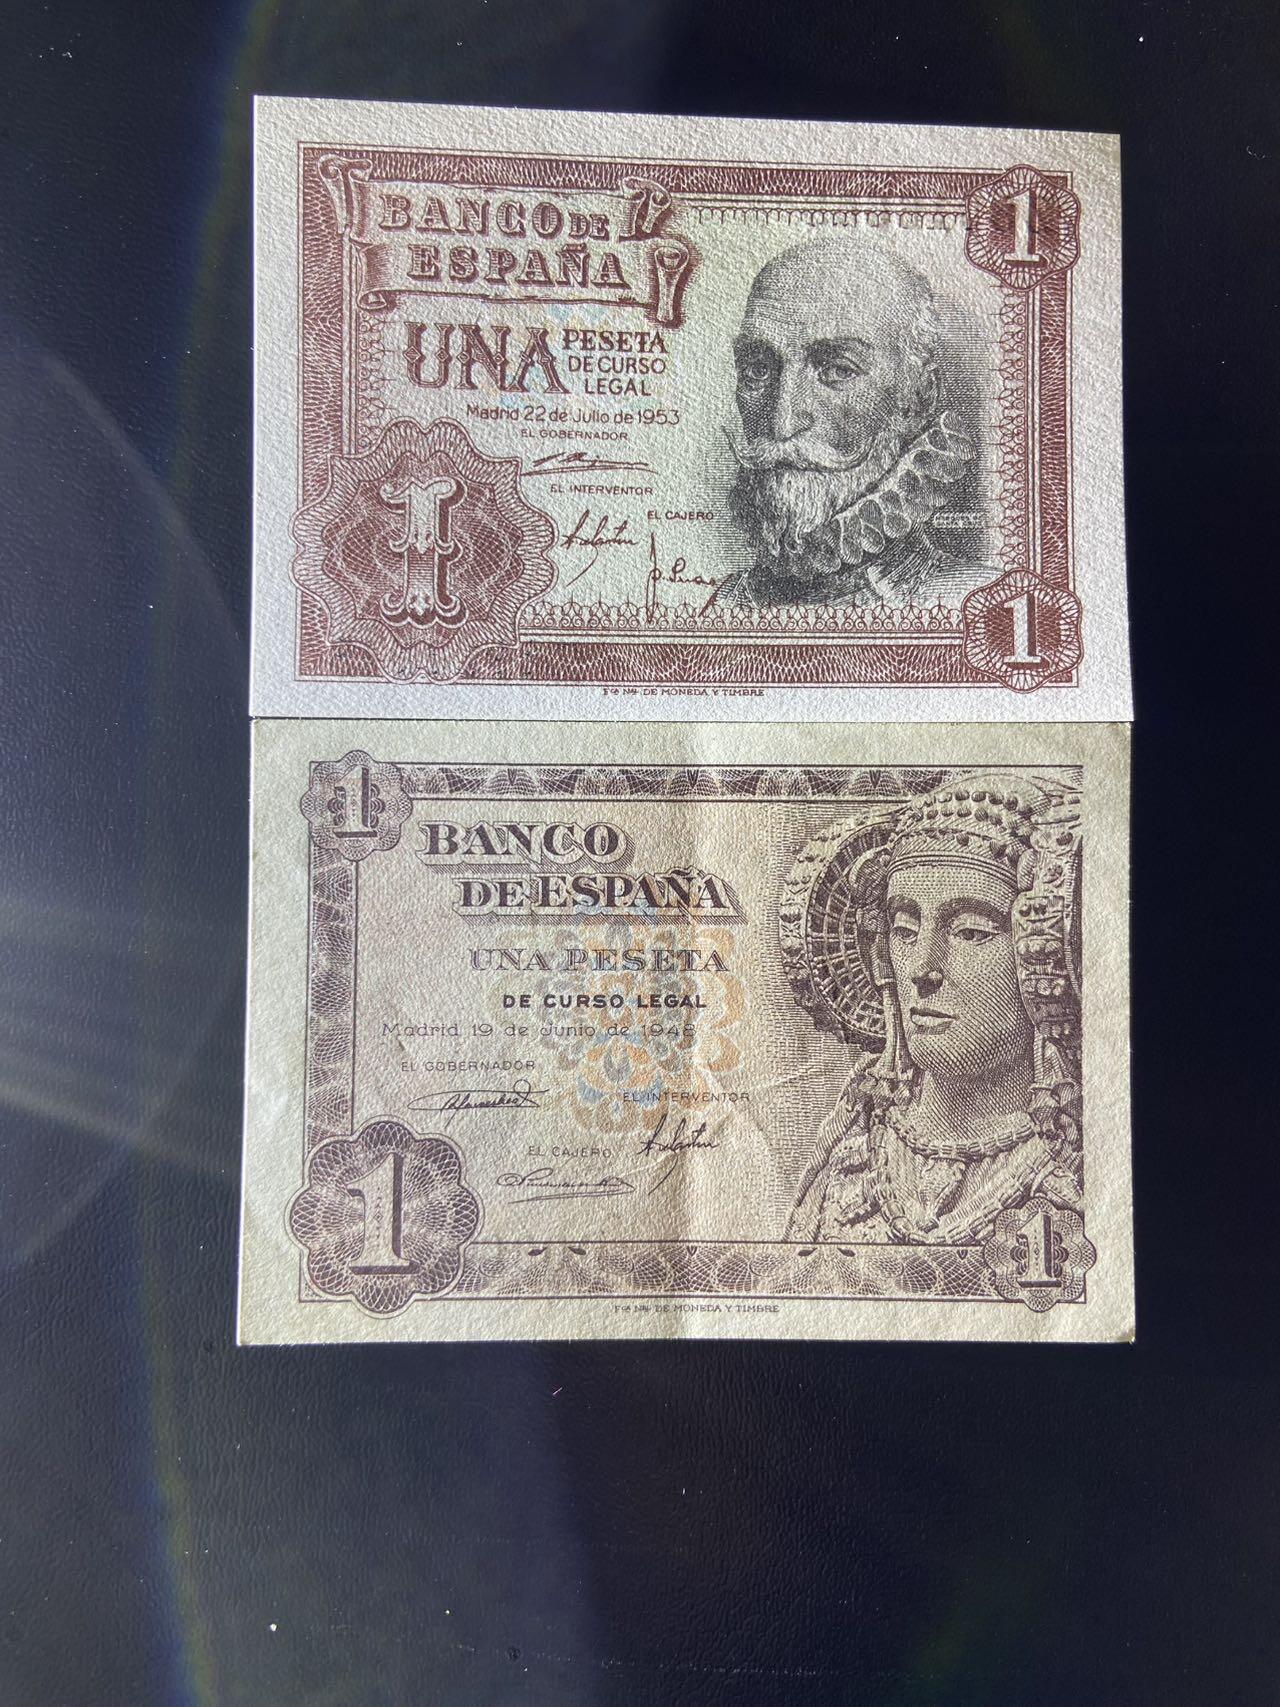 BANCO DE
ESPAÑA
1
UNA PESETA
DE CURSO
LEGAL
Madrid 22 de Julio de 1953
EL GOBERNADOR
EL INTERVENTOR
EL CAJERO
1
1
Fca Nal DE MONEDA Y TIMBRE
1
BANCO
DE ESPAÑA
UNA PESETA
DE CURSO LEGAL
Madrid 19 de Junio de 1948
EL GOBERNADOR
EL INTERVENTOR
EL CAJERO
1
1
Fca Nal DE MONEDA Y TIMBRE